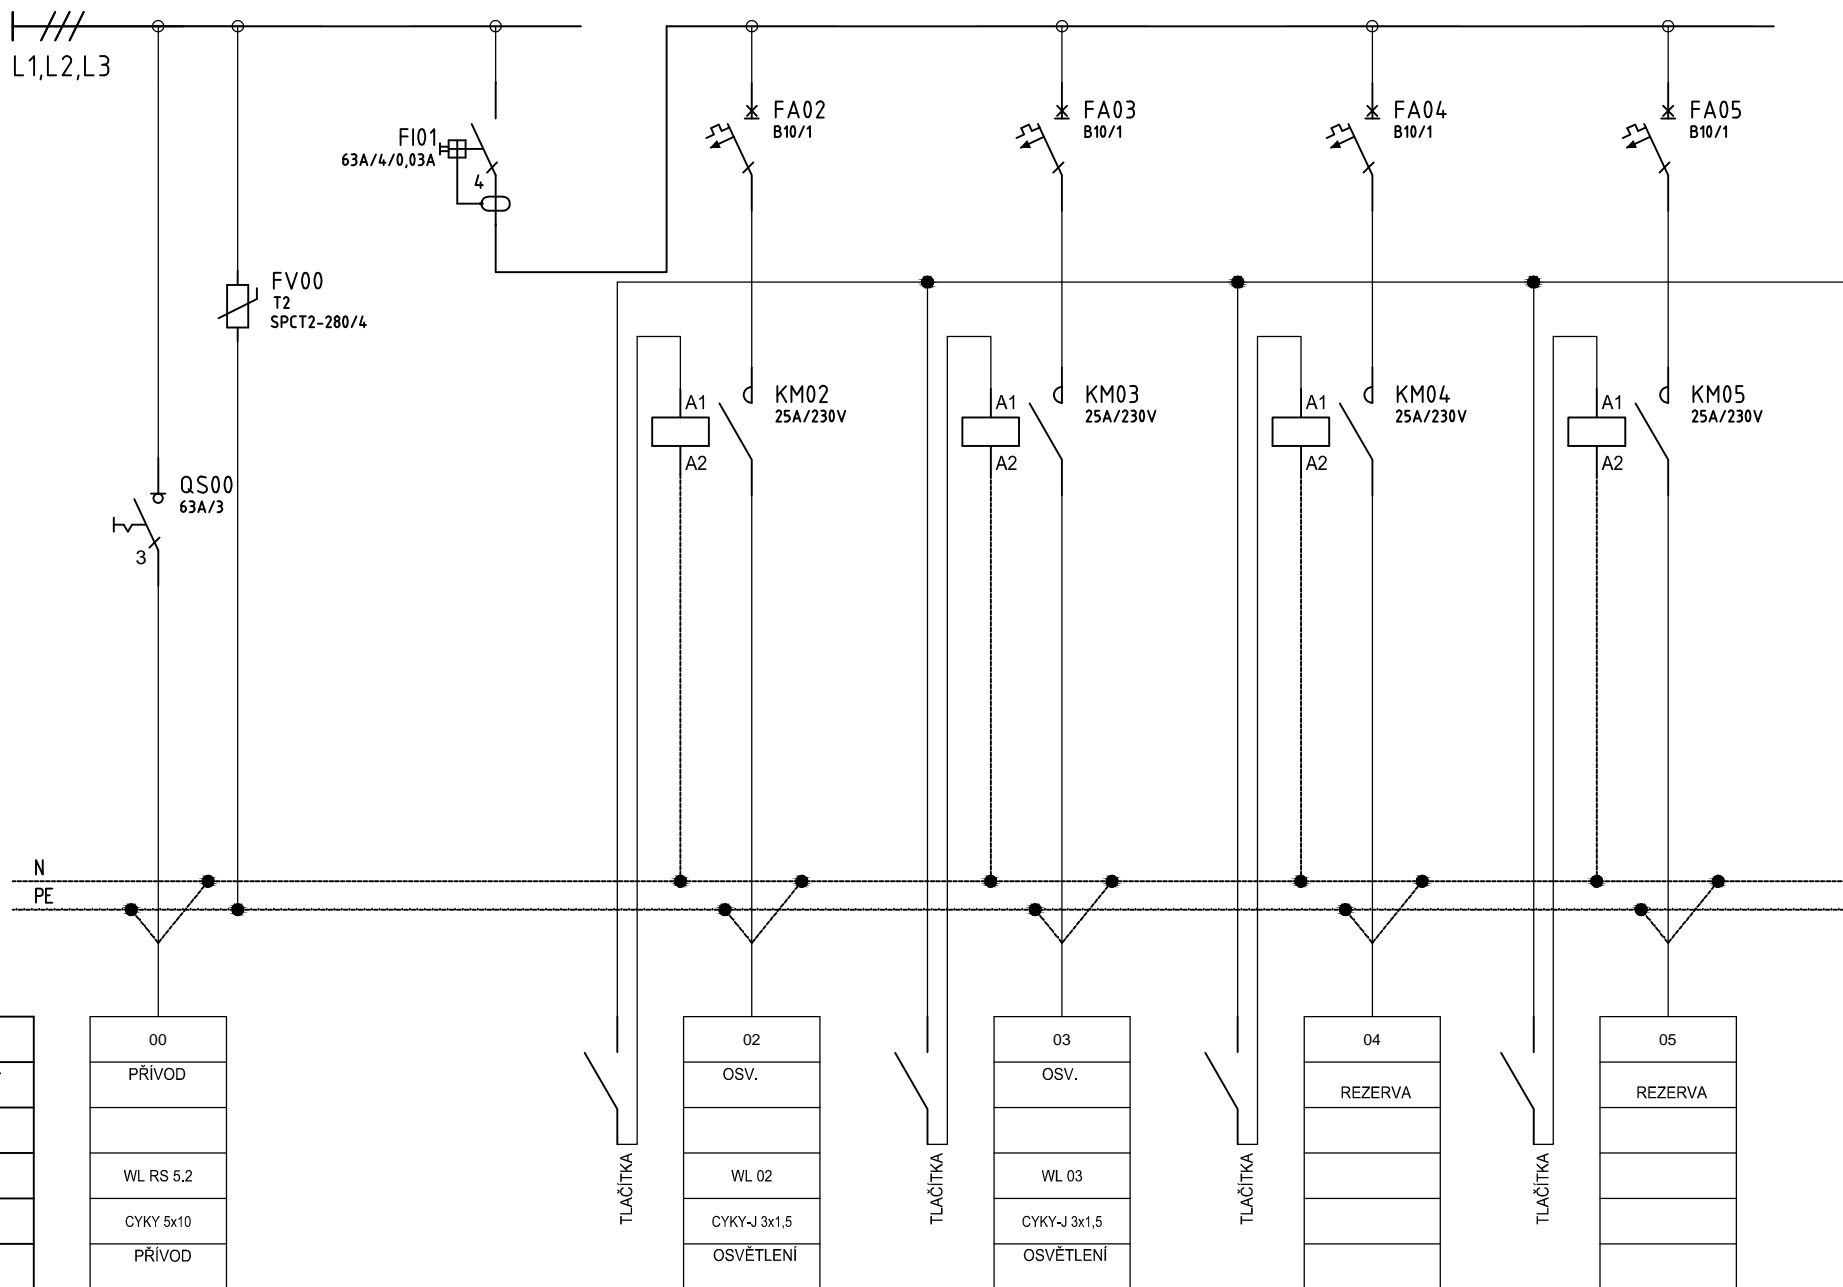 L1,L2,L3
FI01
63A/4/0,03A
4
FA02
B10/1
FA03
B10/1
FA04
B10/1
FA05
B10/1
FV00
T2
SPCT2-280/4
A1
A2
KM02
25A/230V
A1
A2
KM03
25A/230V
A1
A2
KM04
25A/230V
A1
A2
KM05
25A/230V
QS00
63A/3
3
N
PE
00
PŘÍVOD
WL RS 5.2
CYKY 5x10
PŘÍVOD
TLAČÍTKA
02
OSV.
WL 02
CYKY-J 3x1,5
OSVĚTLENÍ
TLAČÍTKA
03
OSV.
WL 03
CYKY-J 3x1,5
OSVĚTLENÍ
TLAČÍTKA
04
REZERVA
TLAČÍTKA
05
REZERVA